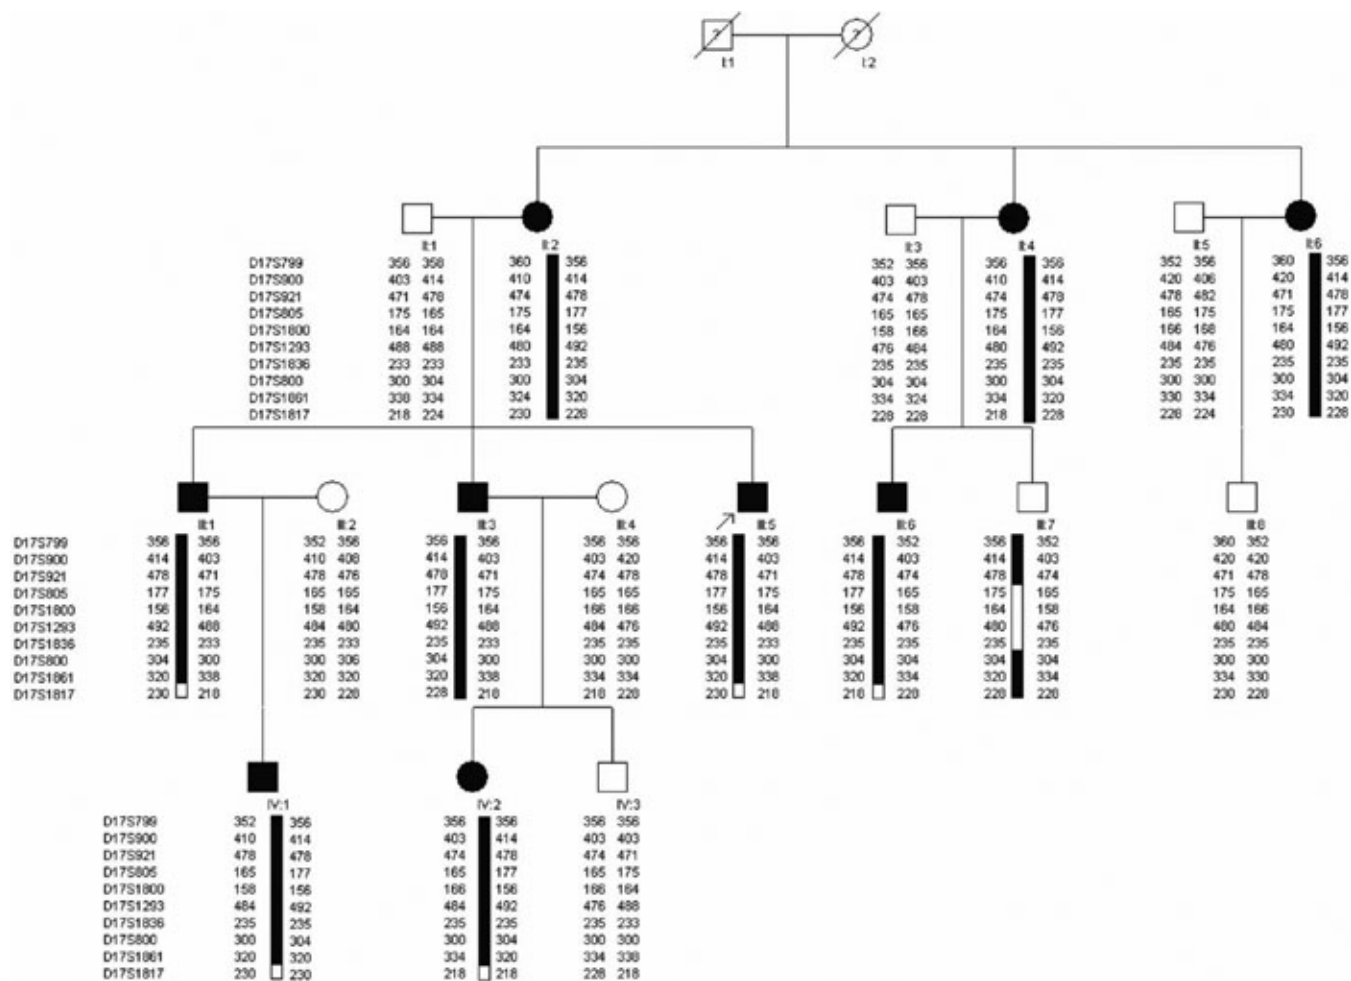 ? ?
I:1 I:2
II:1 II:2 II:3 II:4 II:5 II:6
D17S799 356 358 360 356 352 356 356 356 352 356 360 356
D17S900 403 414 410 414 403 403 410 414 420 406 420 414
D17S921 471 478 474 478 474 478 474 478 478 482 471 478
D17S805 175 165 175 177 165 165 175 177 165 175 175 177
D17S1800 164 164 164 156 158 166 164 156 166 168 164 156
D17S1293 488 488 480 492 476 484 480 492 484 476 480 492
D17S1836 233 233 233 235 235 235 235 235 235 235 235 235
D17S800 300 304 300 304 304 304 300 304 300 300 300 304
D17S1861 338 334 324 320 334 324 334 320 330 334 334 320
D17S1817 218 224 230 228 228 228 218 228 228 224 230 228
III:1 III:2 III:3 III:4 III:5 III:6 III:7 III:8
D17S799 356 356 352 356 356 356 356 356 356 356 356 352 356 352 360 352
D17S900 414 403 410 408 414 403 403 420 414 403 414 403 414 403 420 420
D17S921 478 471 478 476 478 471 474 478 478 471 478 474 478 474 471 478
D17S805 177 175 165 165 177 175 165 165 177 175 177 165 175 165 175 165
D17S1800 156 164 158 164 156 164 166 166 156 164 156 158 164 158 164 166
D17S1293 492 488 484 480 492 488 484 476 492 488 492 476 480 476 480 484
D17S1836 235 233 235 233 235 233 235 235 235 233 235 235 235 235 235 235
D17S800 304 300 300 306 304 300 300 300 304 300 304 304 304 304 300 300
D17S1861 320 338 320 320 320 338 334 334 320 338 320 334 320 334 334 330
D17S1817 230 218 230 228 228 218 218 228 230 218 218 228 228 228 230 228
IV:1 IV:2 IV:3
D17S799 352 356 356 356 356 356
D17S900 410 414 403 414 403 403
D17S921 478 478 474 478 474 471
D17S805 165 177 165 177 165 175
D17S1800 158 156 166 156 166 164
D17S1293 484 492 484 492 476 488
D17S1836 235 235 235 235 235 233
D17S800 300 304 300 304 300 300
D17S1861 320 320 334 320 334 338
D17S1817 230 230 218 218 228 218